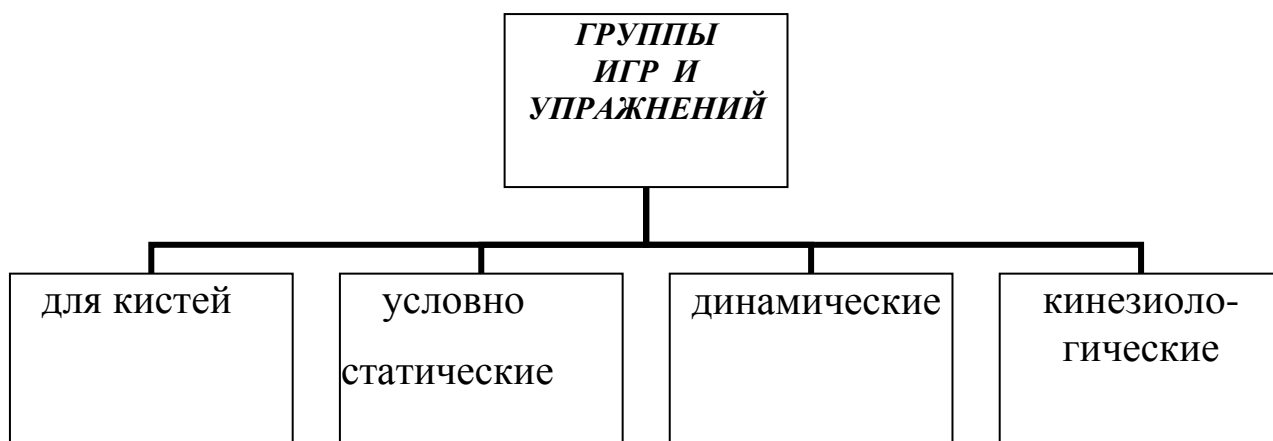 ГРУППЫ
ИГР И
УПРАЖНЕНИЙ
для кистей
условно
статические
динамические
кинезиоло-
гические